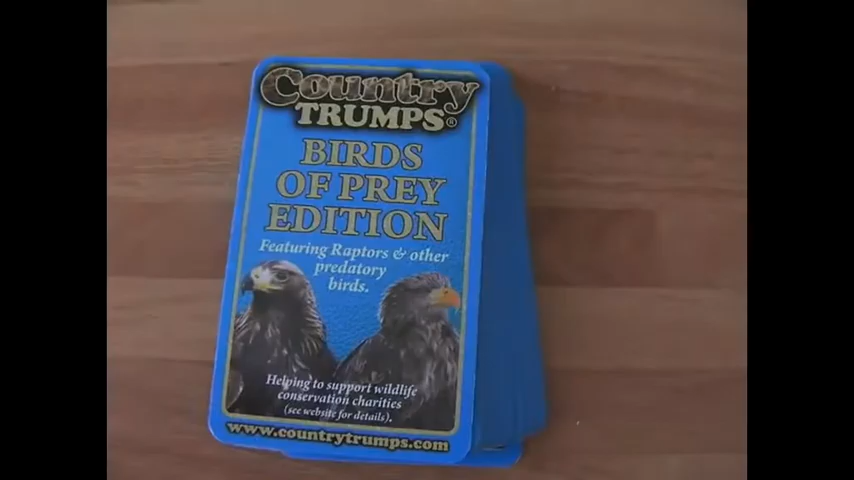 Country
TRUMPS®
BIRDS
OF PREY
EDITION
Featuring Raptors & other
predatory
birds.
Helping to support wildlife
conservation charities
(see website for details).
www.countrytrumps.com